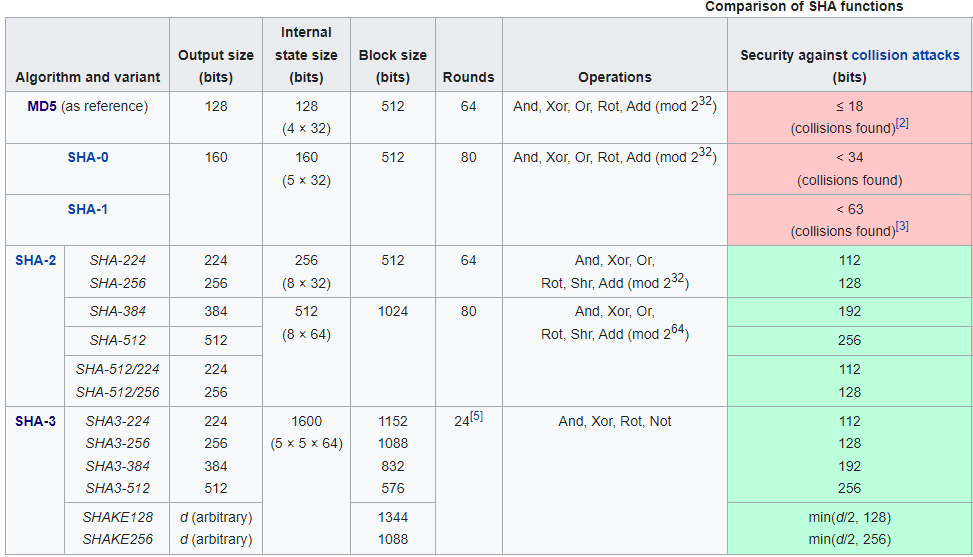 Comparison of SHA functions
Algorithm and variant Output size (bits) Internal state size (bits) Block size (bits) Rounds Operations Security against collision attacks (bits)
MD5 (as reference) 128 128 (4 × 32) 512 64 And, Xor, Or, Rot, Add (mod 2^32) ≤ 18 (collisions found)[2]
SHA-0 160 160 (5 × 32) 512 80 And, Xor, Or, Rot, Add (mod 2^32) < 34 (collisions found)
SHA-1 < 63 (collisions found)[3]
SHA-2 SHA-224 224 256 512 64 And, Xor, Or, 112
SHA-256 256 (8 × 32) Rot, Shr, Add (mod 2^32) 128
SHA-384 384 512 1024 80 And, Xor, Or, 192
(8 × 64) Rot, Shr, Add (mod 2^64)
SHA-512 512 256
SHA-512/224 224 112
SHA-512/256 256 128
SHA-3 SHA3-224 224 1600 1152 24[5] And, Xor, Rot, Not 112
SHA3-256 256 (5 × 5 × 64) 1088 128
SHA3-384 384 832 192
SHA3-512 512 576 256
SHAKE128 d (arbitrary) 1344 min(d/2, 128)
SHAKE256 d (arbitrary) 1088 min(d/2, 256)